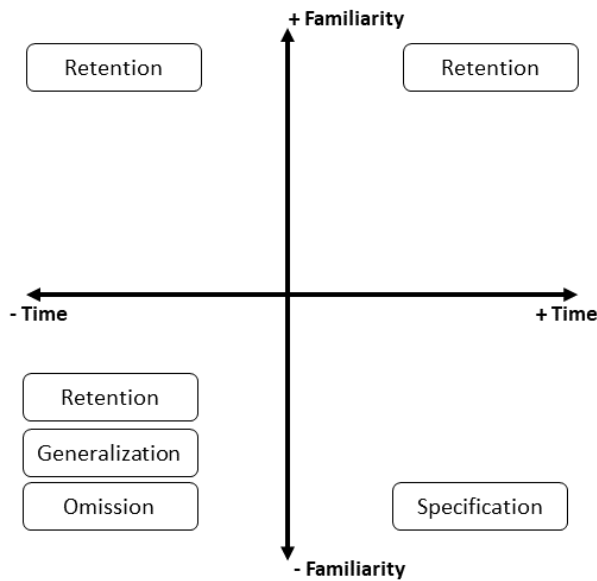 + Familiarity
Retention
Retention
- Time
+ Time
Retention
Generalization
Omission
Specification
- Familiarity